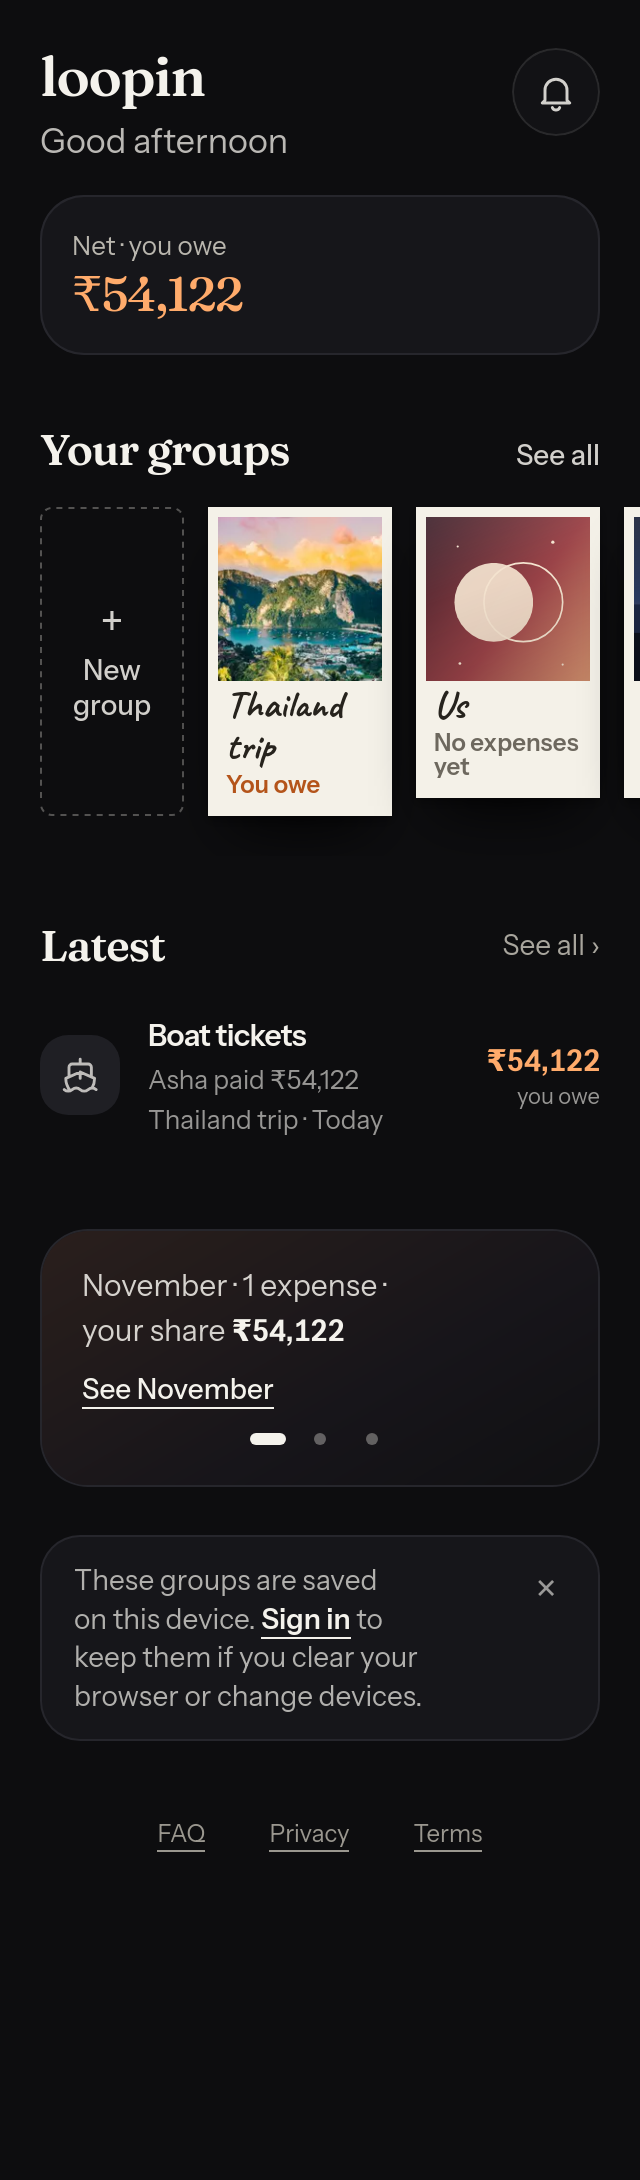 loopin
Good afternoon
Net · you owe
₹54,122
Your groups
See all
+
New
group
Thailand
trip
You owe
Us
No expenses
yet
Latest
See all ›
Boat tickets
Asha paid ₹54,122
Thailand trip · Today
₹54,122
you owe
November · 1 expense ·
your share ₹54,122
See November
These groups are saved
on this device. Sign in to
keep them if you clear your
browser or change devices.
×
FAQ
Privacy
Terms